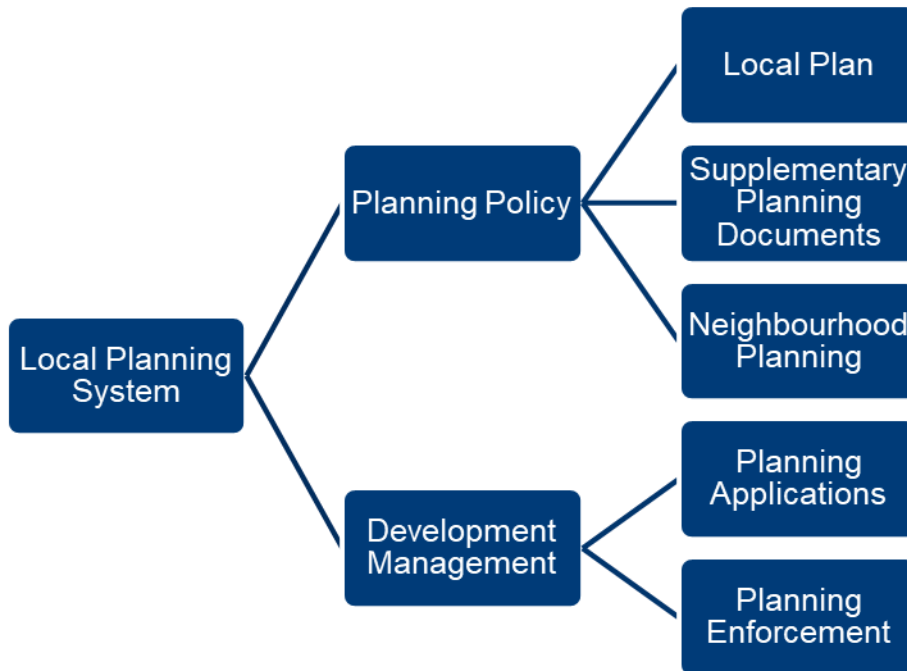 Local Plan
Planning Policy
Supplementary
Planning
Documents
Local Planning
System
Neighbourhood
Planning
Development
Management
Planning
Applications
Planning
Enforcement